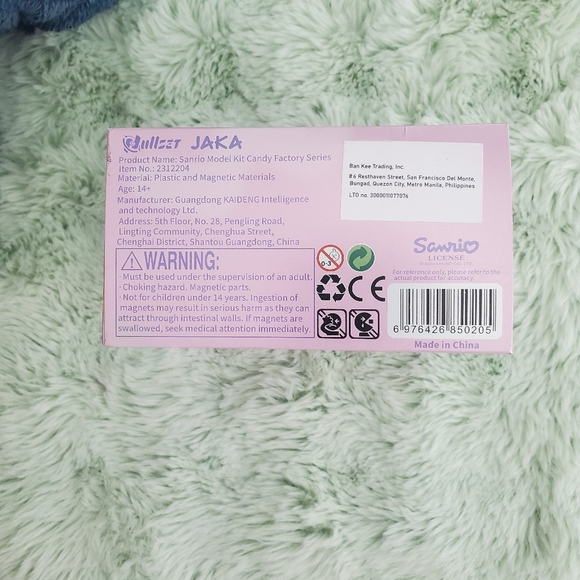 JAKA
Product Name: Sanrio Model Kit Candy Factory Series
Item No.: 2312204
Material: Plastic and Magnetic Materials
Age: 14+
Manufacturer: Guangdong KAIDENG Intelligence
and technology Ltd.
Address: 5th Floor, No. 28, Pengling Road,
Lingting Community, Chenghua Street,
Chenghai District, Shantou Guangdong, China
WARNING:
· Must be used under the supervision of an adult.
· Choking hazard. Magnetic parts.
· Not for children under 14 years. Ingestion of
magnets may result in serious harm as they can
attract through intestinal walls. If magnets are
swallowed, seek medical attention immediately.
Ban Kee Trading, Inc.
#6 Resthaven Street, San Francisco Del Monte,
Bungad, Quezon City, Metro Manila, Philippines
LTO no. 3000011077076
0-3
CE
Sanrio
LICENSE
For reference only, please refer to the
actual product for accuracy.
6 976426 850205
Made in China